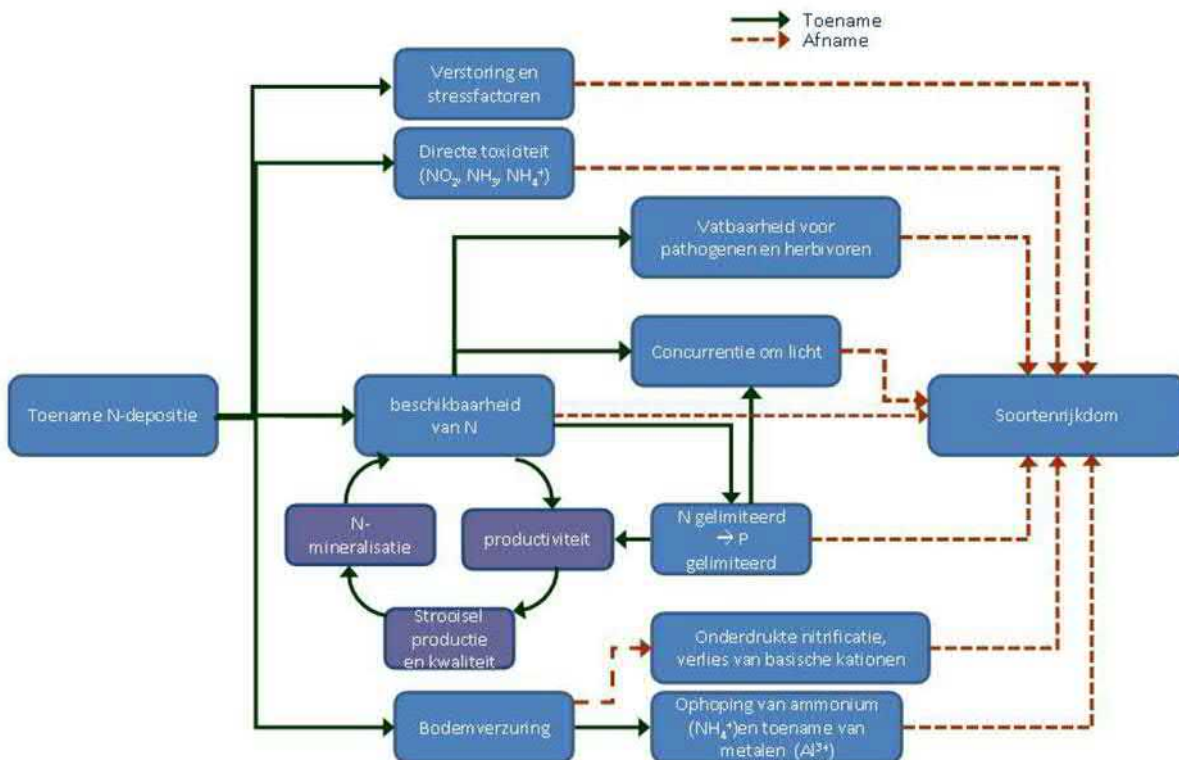 Toename
Afname
Verstoring en
stressfactoren
Directe toxiciteit
(NO₂, NH₃, NH₄⁺)
Vatbaarheid voor
pathogenen en herbivoren
Concurrentie om licht
Toename N-depositie
beschikbaarheid
van N
Soortenrijkdom
N-
mineralisatie
productiviteit
N gelimiteerd
→ P
gelimiteerd
Strooisel
productie
en kwaliteit
Onderdrukte nitrificatie,
verlies van basische kationen
Bodemverzuring
Ophoping van ammonium
(NH₄⁺)en toename van
metalen (Al³⁺)